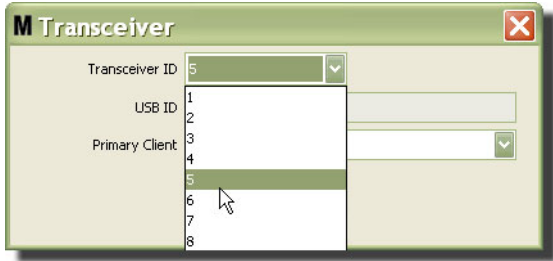 M Transceiver
Transceiver ID 5
1
USB ID
2
Primary Client 3
4
5
6
7
8